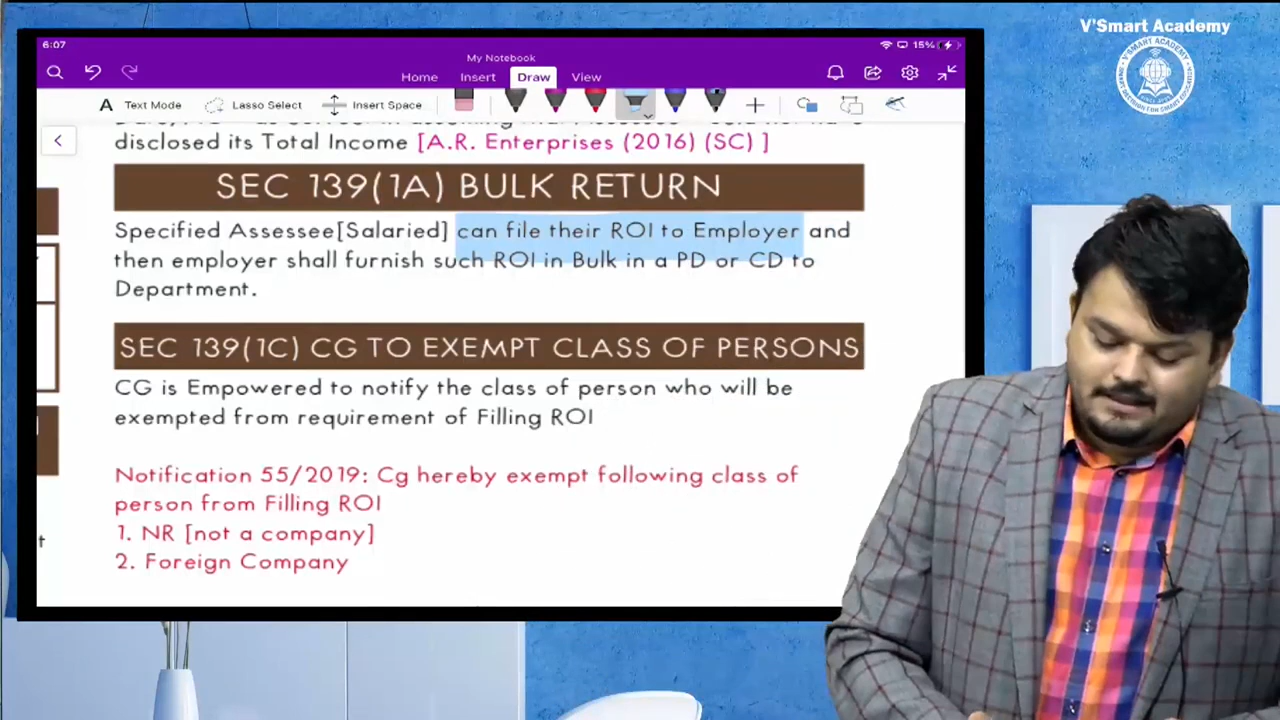 V'Smart Academy
6:07
15%
My Notebook
Home Insert Draw View
Text Mode Lasso Select Insert Space
disclosed its Total Income [A.R. Enterprises (2016) (SC) ]
SEC 139(1A) BULK RETURN
Specified Assessee[Salaried] can file their ROI to Employer and
then employer shall furnish such ROI in Bulk in a PD or CD to
Department.
SEC 139(1C) CG TO EXEMPT CLASS OF PERSONS
CG is Empowered to notify the class of person who will be
exempted from requirement of Filling ROI
Notification 55/2019: Cg hereby exempt following class of
person from Filling ROI
1. NR [not a company]
2. Foreign Company